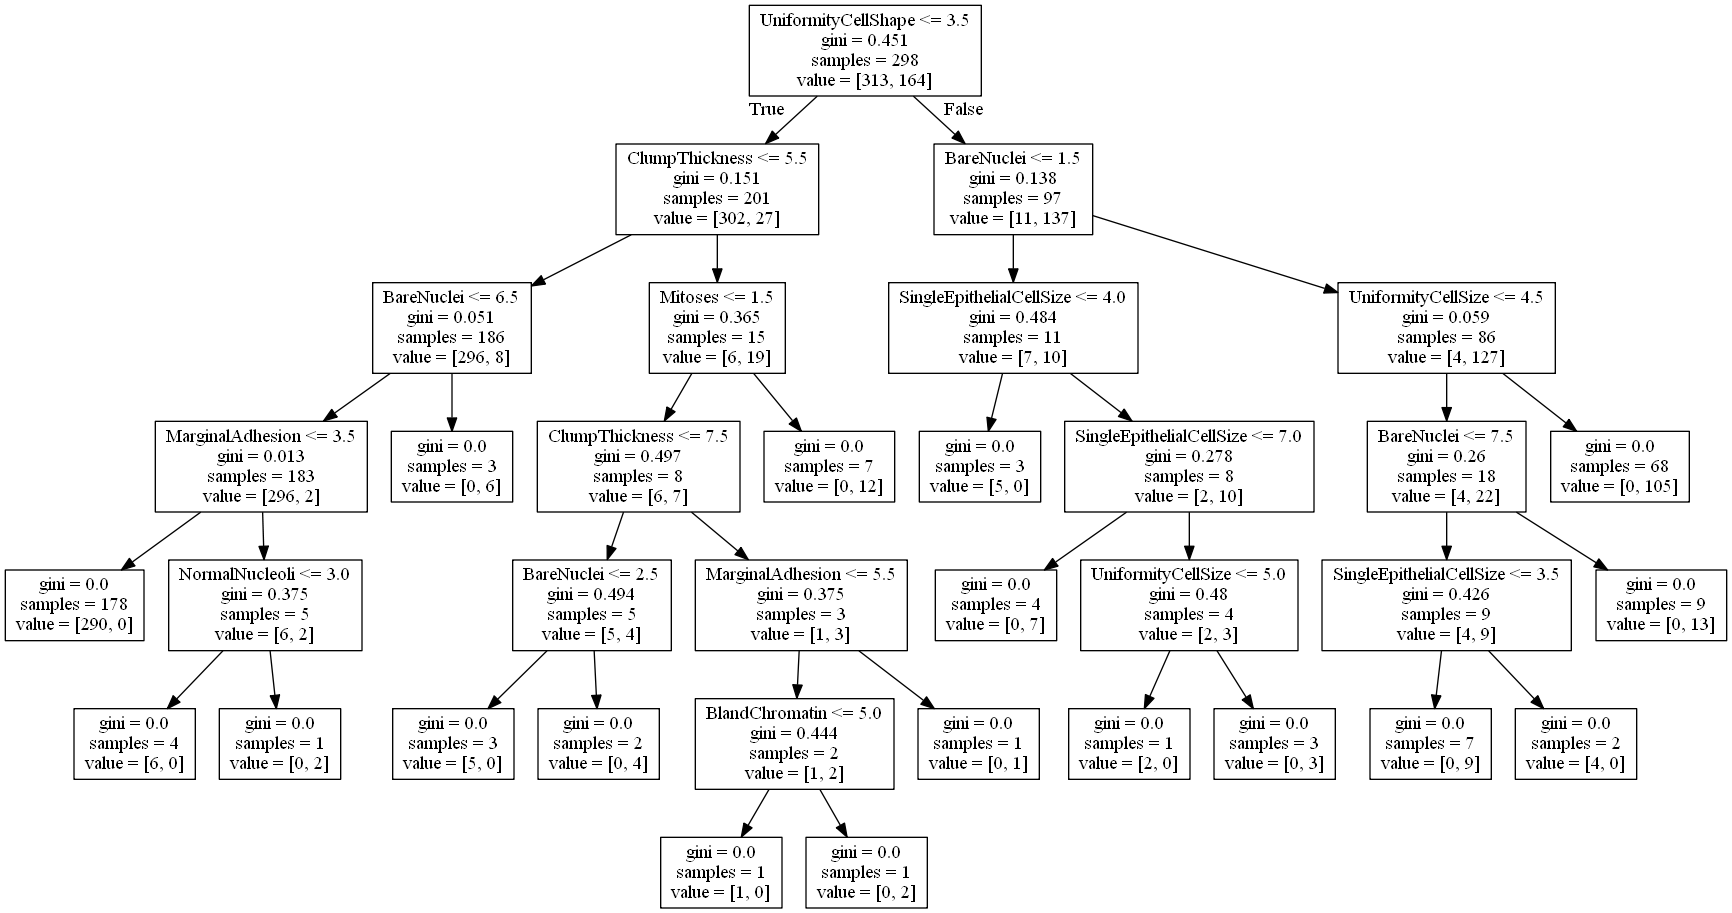 UniformityCellShape <= 3.5
gini = 0.451
samples = 298
value = [313, 164]
True
False
ClumpThickness <= 5.5
gini = 0.151
samples = 201
value = [302, 27]
BareNuclei <= 1.5
gini = 0.138
samples = 97
value = [11, 137]
BareNuclei <= 6.5
gini = 0.051
samples = 186
value = [296, 8]
Mitoses <= 1.5
gini = 0.365
samples = 15
value = [6, 19]
SingleEpithelialCellSize <= 4.0
gini = 0.484
samples = 11
value = [7, 10]
UniformityCellSize <= 4.5
gini = 0.059
samples = 86
value = [4, 127]
MarginalAdhesion <= 3.5
gini = 0.013
samples = 183
value = [296, 2]
gini = 0.0
samples = 3
value = [0, 6]
ClumpThickness <= 7.5
gini = 0.497
samples = 8
value = [6, 7]
gini = 0.0
samples = 7
value = [0, 12]
gini = 0.0
samples = 3
value = [5, 0]
SingleEpithelialCellSize <= 7.0
gini = 0.278
samples = 8
value = [2, 10]
BareNuclei <= 7.5
gini = 0.26
samples = 18
value = [4, 22]
gini = 0.0
samples = 68
value = [0, 105]
gini = 0.0
samples = 178
value = [290, 0]
NormalNucleoli <= 3.0
gini = 0.375
samples = 5
value = [6, 2]
BareNuclei <= 2.5
gini = 0.494
samples = 5
value = [5, 4]
MarginalAdhesion <= 5.5
gini = 0.375
samples = 3
value = [1, 3]
gini = 0.0
samples = 4
value = [0, 7]
UniformityCellSize <= 5.0
gini = 0.48
samples = 4
value = [2, 3]
SingleEpithelialCellSize <= 3.5
gini = 0.426
samples = 9
value = [4, 9]
gini = 0.0
samples = 9
value = [0, 13]
gini = 0.0
samples = 4
value = [6, 0]
gini = 0.0
samples = 1
value = [0, 2]
gini = 0.0
samples = 3
value = [5, 0]
gini = 0.0
samples = 2
value = [0, 4]
BlandChromatin <= 5.0
gini = 0.444
samples = 2
value = [1, 2]
gini = 0.0
samples = 1
value = [0, 1]
gini = 0.0
samples = 1
value = [2, 0]
gini = 0.0
samples = 3
value = [0, 3]
gini = 0.0
samples = 7
value = [0, 9]
gini = 0.0
samples = 2
value = [4, 0]
gini = 0.0
samples = 1
value = [1, 0]
gini = 0.0
samples = 1
value = [0, 2]